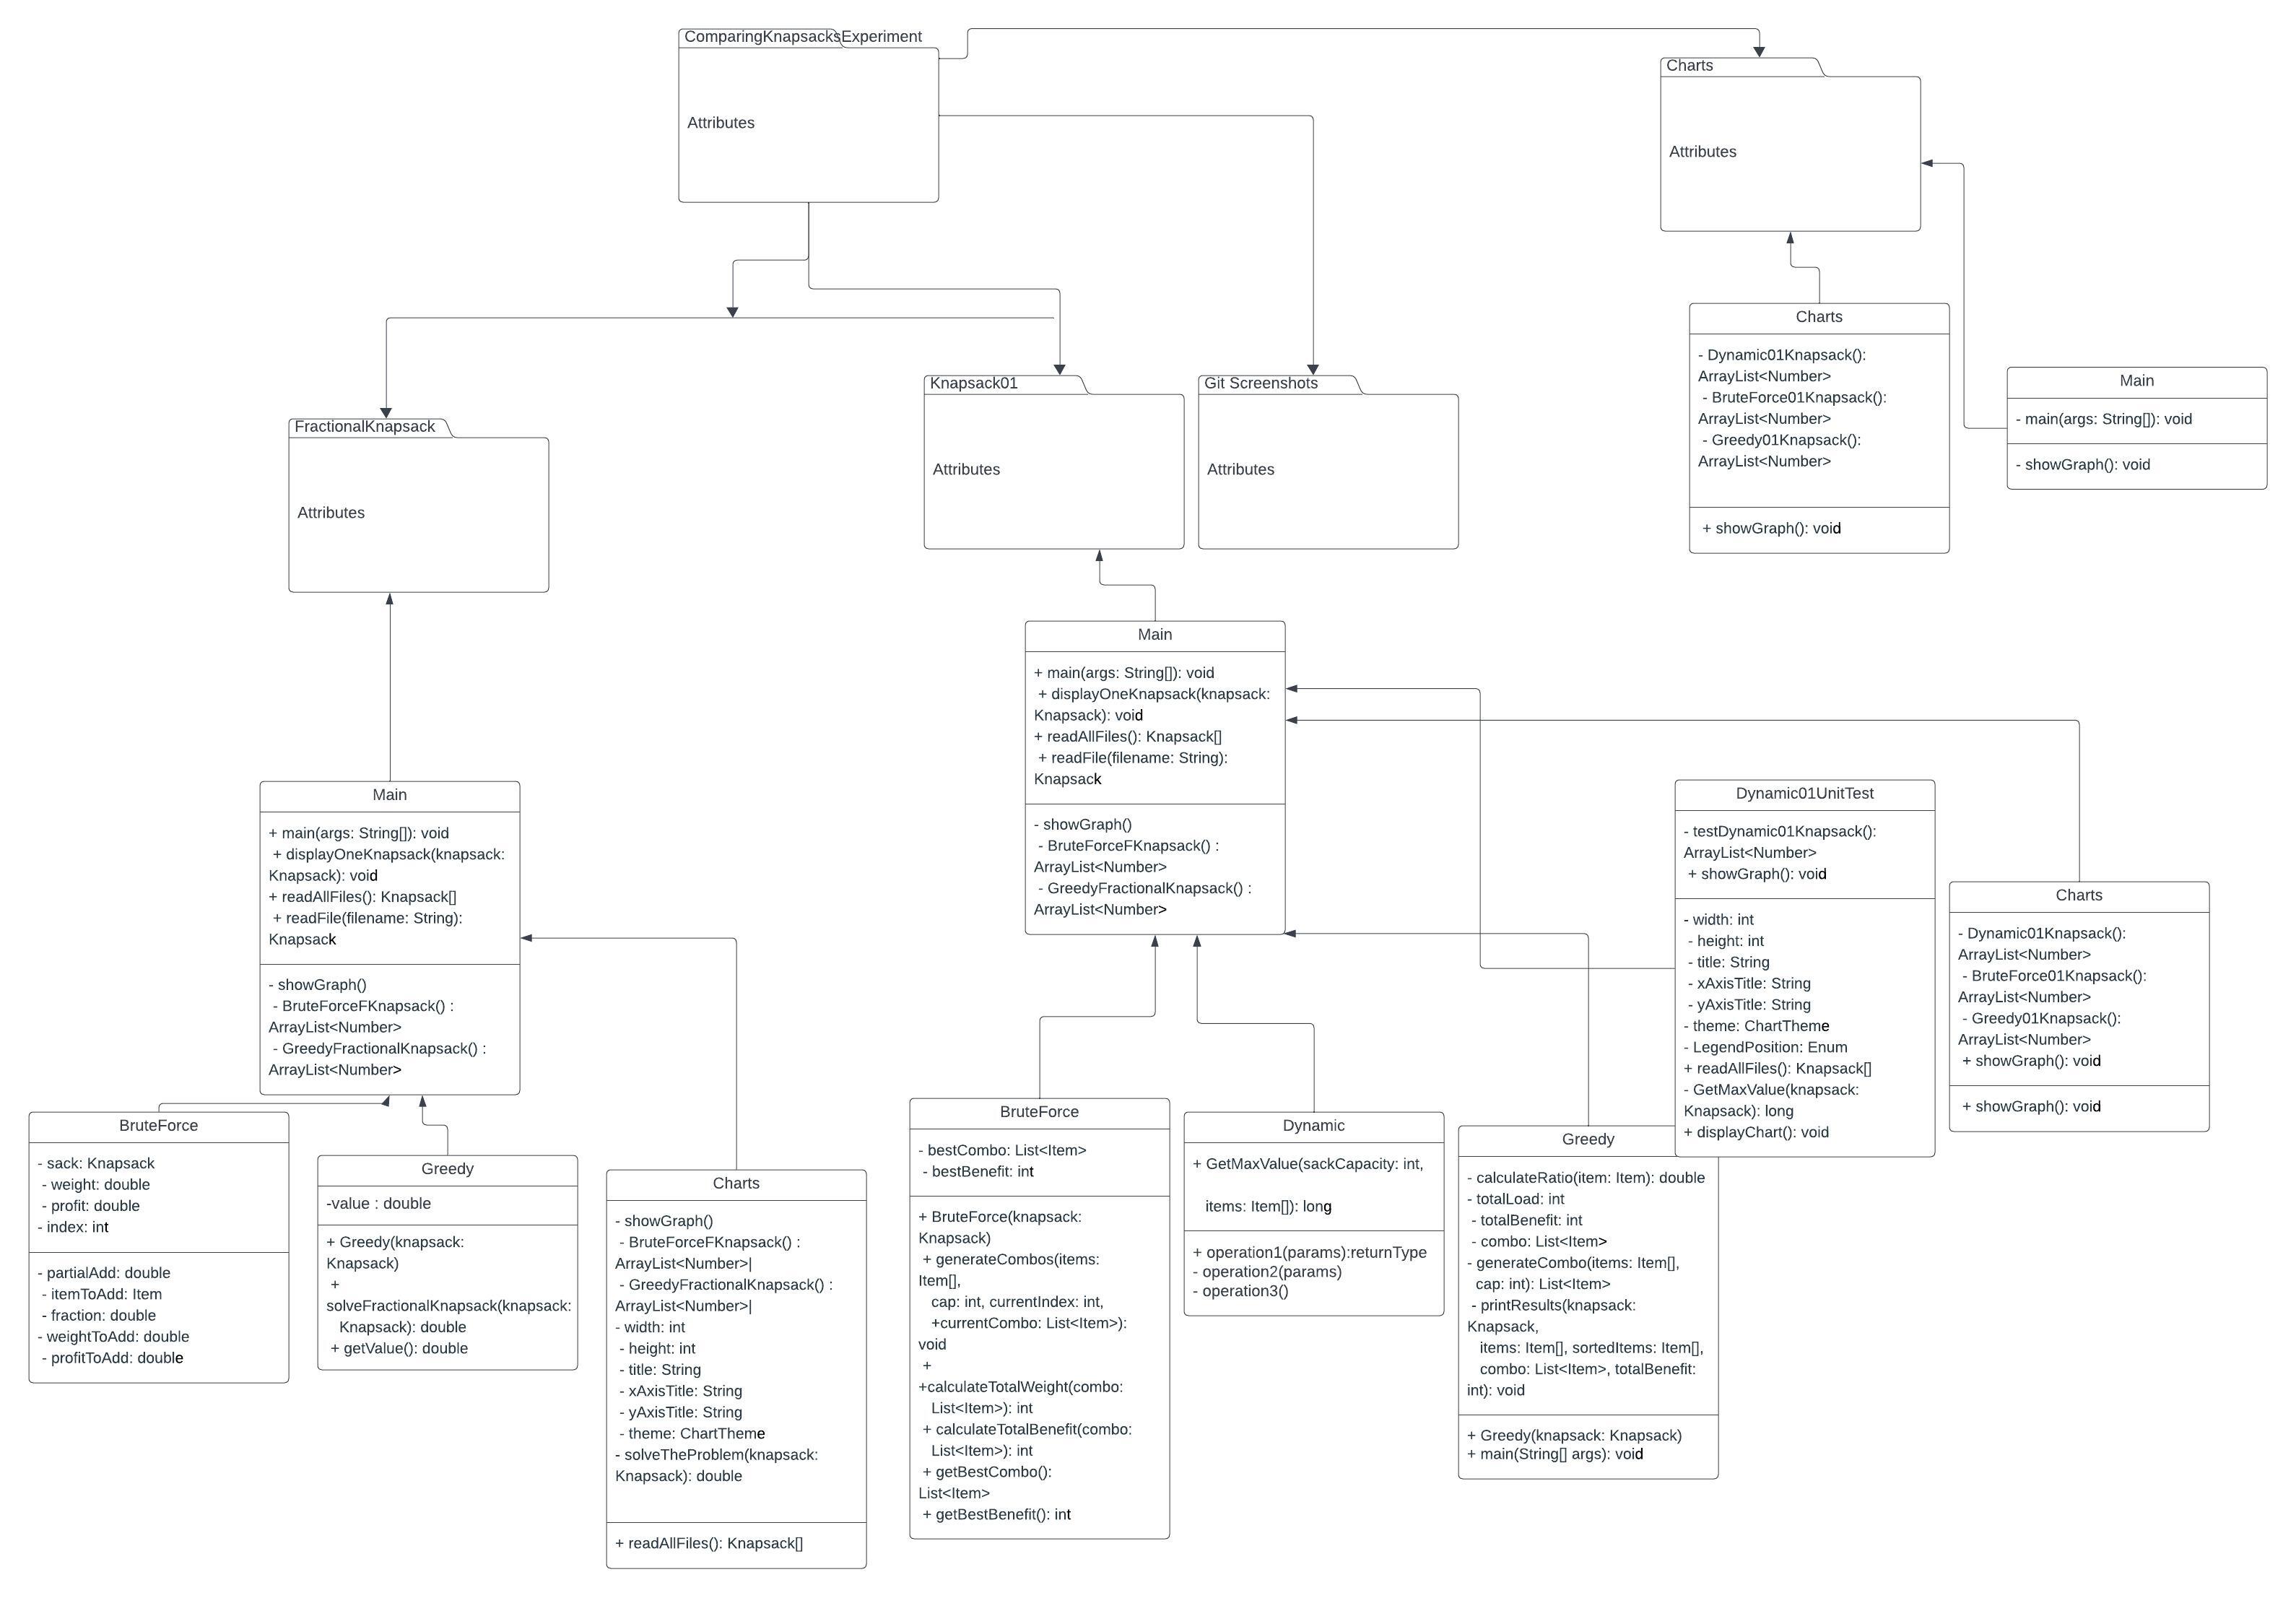 ComparingKnapsacksExperiment
Attributes
Charts
Attributes
Charts
- Dynamic01Knapsack():
ArrayList<Number>
- BruteForce01Knapsack():
ArrayList<Number>
- Greedy01Knapsack():
ArrayList<Number>
+ showGraph(): void
Main
- main(args: String[]): void
- showGraph(): void
FractionalKnapsack
Attributes
Knapsack01
Attributes
Git Screenshots
Attributes
Main
+ main(args: String[]): void
+ displayOneKnapsack(knapsack:
Knapsack): void
+ readAllFiles(): Knapsack[]
+ readFile(filename: String):
Knapsack
- showGraph()
- BruteForceFKnapsack() :
ArrayList<Number>
- GreedyFractionalKnapsack() :
ArrayList<Number>
Main
+ main(args: String[]): void
+ displayOneKnapsack(knapsack:
Knapsack): void
+ readAllFiles(): Knapsack[]
+ readFile(filename: String):
Knapsack
- showGraph()
- BruteForceFKnapsack() :
ArrayList<Number>
- GreedyFractionalKnapsack() :
ArrayList<Number>
Dynamic01UnitTest
- testDynamic01Knapsack():
ArrayList<Number>
+ showGraph(): void
- width: int
- height: int
- title: String
- xAxisTitle: String
- yAxisTitle: String
- theme: ChartTheme
- LegendPosition: Enum
+ readAllFiles(): Knapsack[]
- GetMaxValue(knapsack:
Knapsack): long
+ displayChart(): void
Charts
- Dynamic01Knapsack():
ArrayList<Number>
- BruteForce01Knapsack():
ArrayList<Number>
- Greedy01Knapsack():
ArrayList<Number>
+ showGraph(): void
+ showGraph(): void
BruteForce
- sack: Knapsack
- weight: double
- profit: double
- index: int
- partialAdd: double
- itemToAdd: Item
- fraction: double
- weightToAdd: double
- profitToAdd: double
Greedy
-value : double
+ Greedy(knapsack:
Knapsack)
+
solveFractionalKnapsack(knapsack:
Knapsack): double
+ getValue(): double
Charts
- showGraph()
- BruteForceFKnapsack() :
ArrayList<Number>|
- GreedyFractionalKnapsack() :
ArrayList<Number>|
- width: int
- height: int
- title: String
- xAxisTitle: String
- yAxisTitle: String
- theme: ChartTheme
- solveTheProblem(knapsack:
Knapsack): double
+ readAllFiles(): Knapsack[]
BruteForce
- bestCombo: List<Item>
- bestBenefit: int
+ BruteForce(knapsack:
Knapsack)
+ generateCombos(items:
Item[],
cap: int, currentIndex: int,
+currentCombo: List<Item>):
void
+
+calculateTotalWeight(combo:
List<Item>): int
+ calculateTotalBenefit(combo:
List<Item>): int
+ getBestCombo():
List<Item>
+ getBestBenefit(): int
Dynamic
+ GetMaxValue(sackCapacity: int,
items: Item[]): long
+ operation1(params):returnType
- operation2(params)
- operation3()
Greedy
- calculateRatio(item: Item): double
- totalLoad: int
- totalBenefit: int
- combo: List<Item>
- generateCombo(items: Item[],
cap: int): List<Item>
- printResults(knapsack:
Knapsack,
items: Item[], sortedItems: Item[],
combo: List<Item>, totalBenefit:
int): void
+ Greedy(knapsack: Knapsack)
+ main(String[] args): void